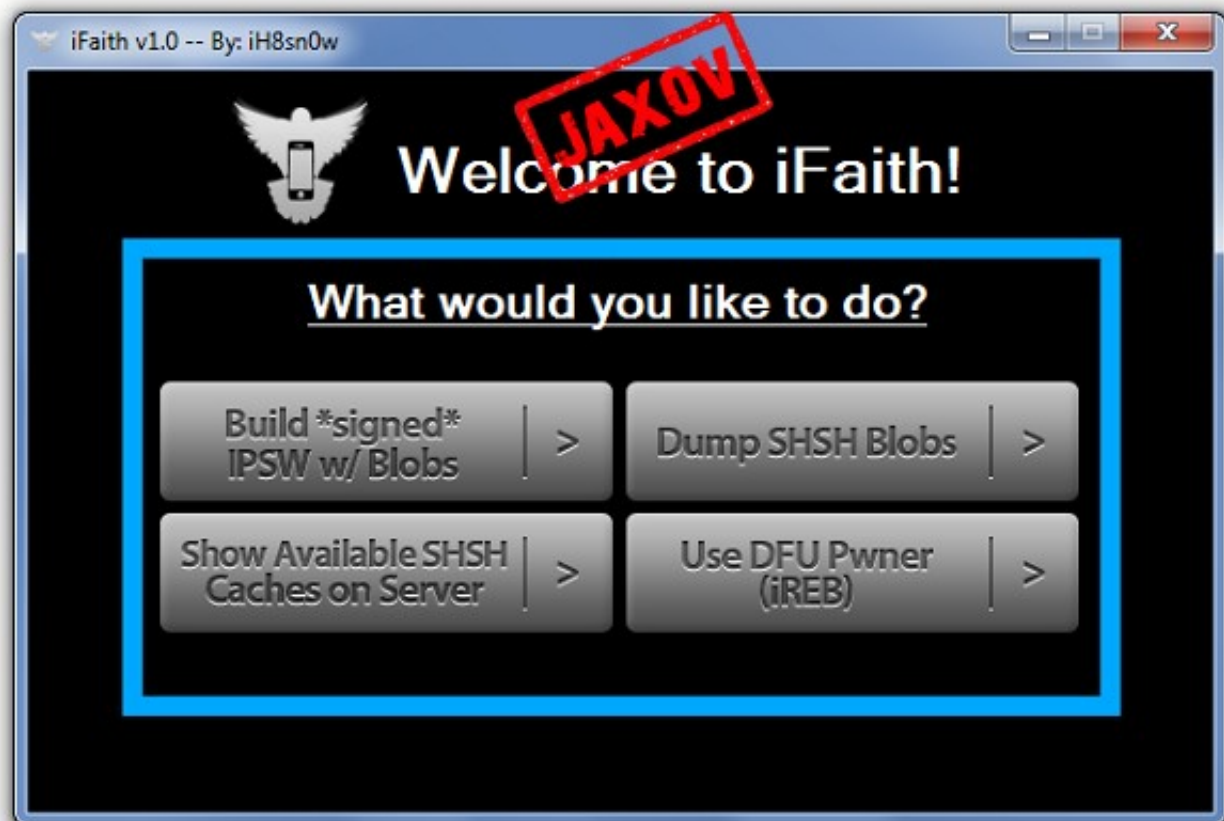 iFaith v1.0 -- By: iH8sn0w
JAXOV
Welcome to iFaith!
What would you like to do?
Build *signed*
IPSW w/ Blobs
>
Dump SHSH Blobs
>
Show Available SHSH
Caches on Server
>
Use DFU Pwner
(iREB)
>